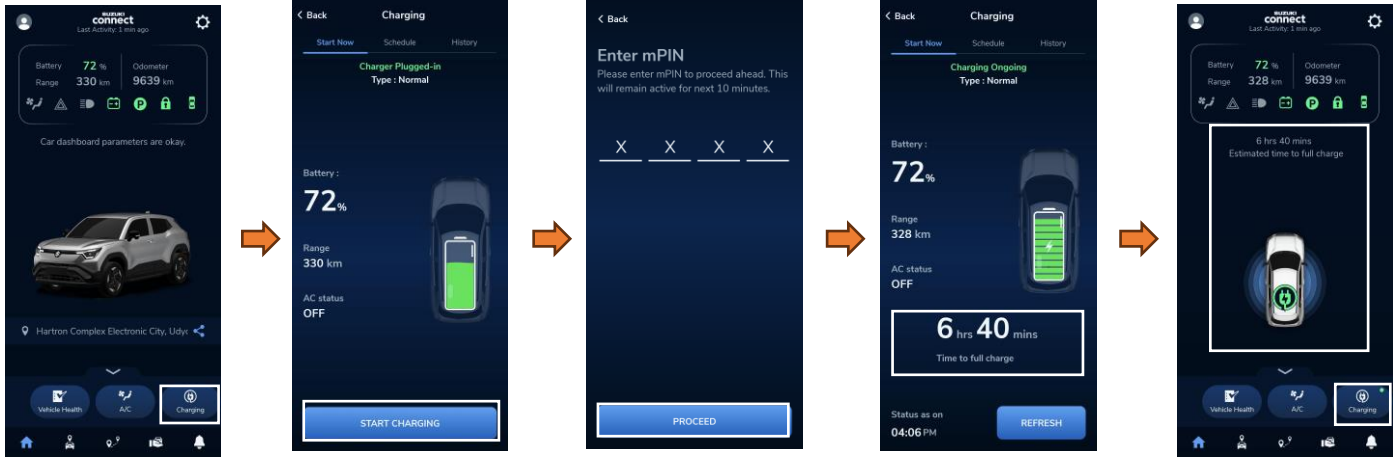 SUZUKI
connect
Last Activity: 1 min ago
Battery 72 % Odometer
Range 330 km 9639 km
P
Car dashboard parameters are okay.
Hartron Complex Electronic City, Udyc
Vehicle Health A/C Charging
< Back Charging
Start Now Schedule History
Charger Plugged-in
Type : Normal
Battery :
72%
Range
330 km
AC status
OFF
START CHARGING
< Back
Enter mPIN
Please enter mPIN to proceed ahead. This
will remain active for next 10 minutes.
X X X X
PROCEED
< Back Charging
Start Now Schedule History
Charging Ongoing
Type : Normal
Battery :
72%
Range
328 km
AC status
OFF
6 hrs 40 mins
Time to full charge
Status as on
04:06 PM REFRESH
SUZUKI
connect
Last Activity: 1 min ago
Battery 72 % Odometer
Range 328 km 9639 km
P
6 hrs 40 mins
Estimated time to full charge
Vehicle Health A/C Charging